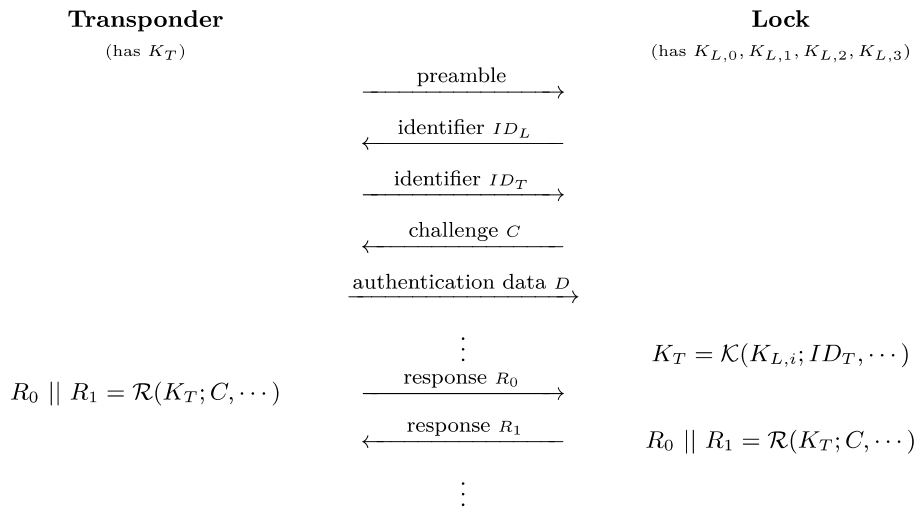 Transponder Lock
(has K_T) (has K_{L,0}, K_{L,1}, K_{L,2}, K_{L,3})
preamble
identifier ID_L
identifier ID_T
challenge C
authentication data D
⋮
K_T = 𝒦(K_{L,i}; ID_T, ⋯)
response R_0
R_0 || R_1 = ℛ(K_T; C, ⋯)
response R_1
R_0 || R_1 = ℛ(K_T; C, ⋯)
⋮